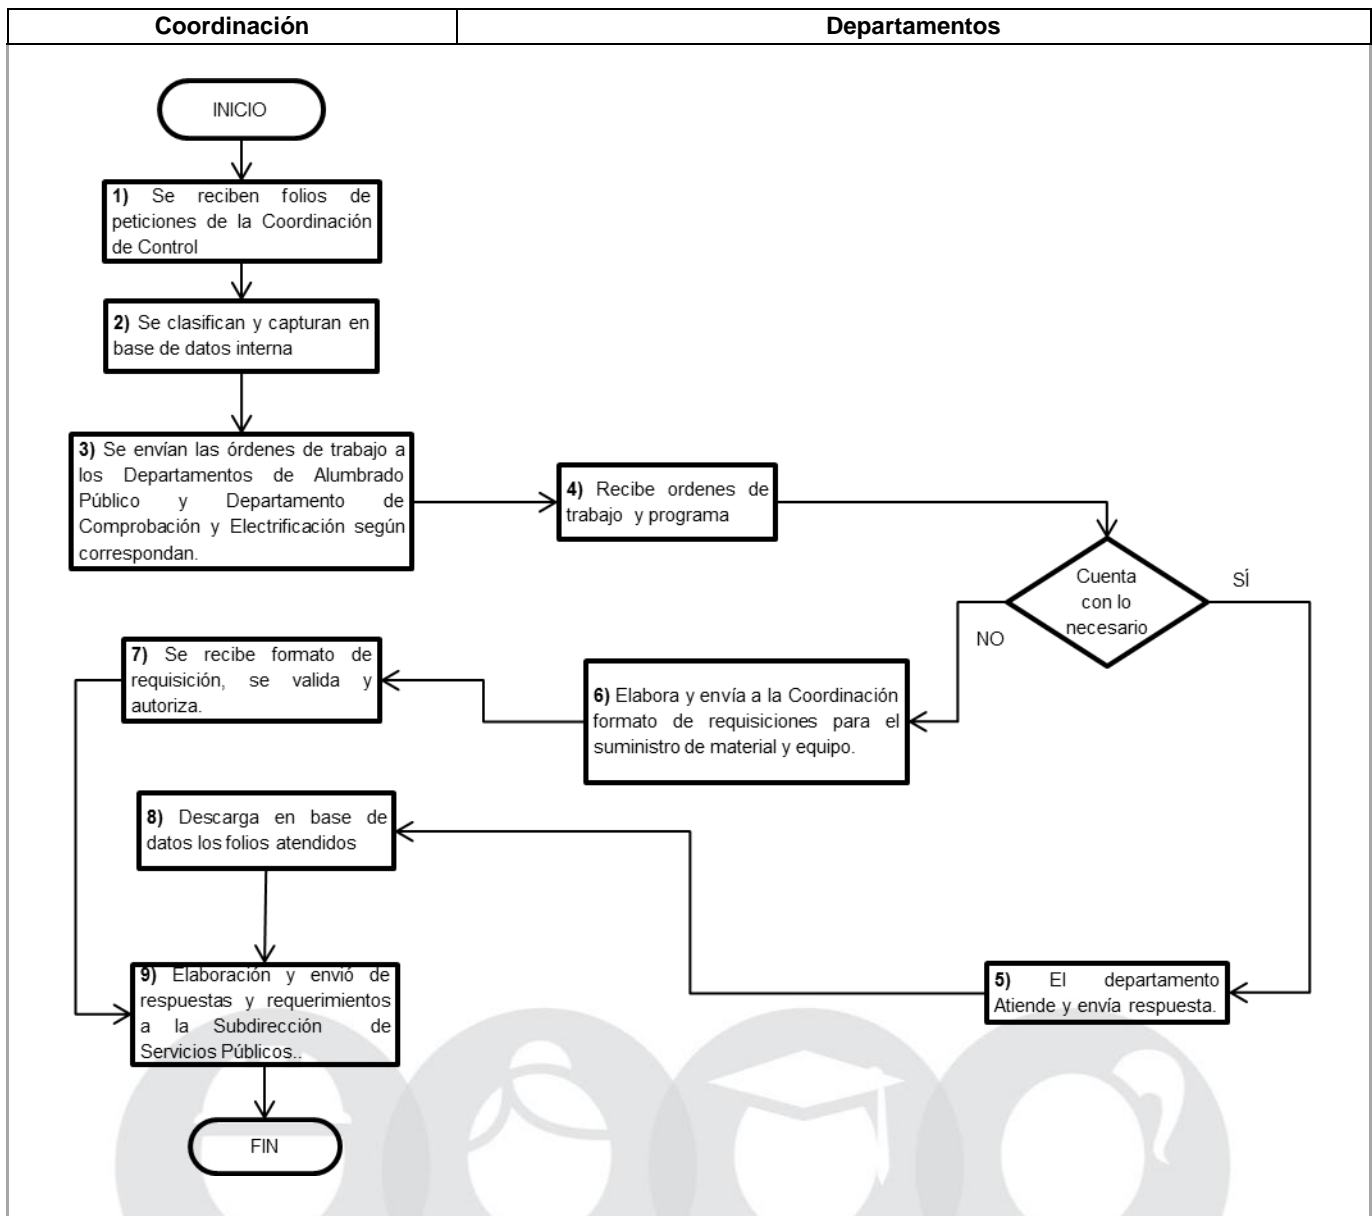 Coordinación
Departamentos
INICIO
1) Se reciben folios de
peticiones de la Coordinación
de Control
2) Se clasifican y capturan en
base de datos interna
3) Se envían las órdenes de trabajo a
los Departamentos de Alumbrado
Público y Departamento de
Comprobación y Electrificación según
correspondan.
4) Recibe ordenes de
trabajo y programa
Cuenta
con lo
necesario
SÍ
NO
7) Se recibe formato de
requisición, se valida y
autoriza.
6) Elabora y envía a la Coordinación
formato de requisiciones para el
suministro de material y equipo.
8) Descarga en base de
datos los folios atendidos
9) Elaboración y envió de
respuestas y requerimientos
a la Subdirección de
Servicios Públicos..
5) El departamento
Atiende y envía respuesta.
FIN